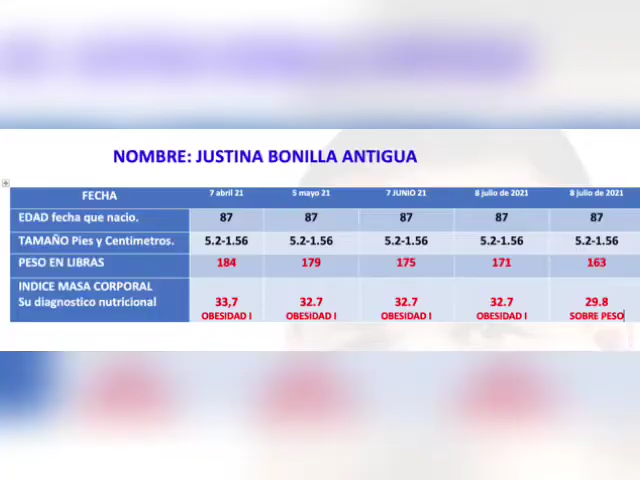 NOMBRE: JUSTINA BONILLA ANTIGUA
FECHA 7 abril 21 5 mayo 21 7 JUNIO 21 8 julio de 2021 8 julio de 2021
EDAD fecha que nacio. 87 87 87 87 87
TAMAÑO Pies y Centimetros. 5.2-1.56 5.2-1.56 5.2-1.56 5.2-1.56 5.2-1.56
PESO EN LIBRAS 184 179 175 171 163
INDICE MASA CORPORAL
Su diagnostico nutricional 33,7 32.7 32.7 32.7 29.8
OBESIDAD I OBESIDAD I OBESIDAD I OBESIDAD I SOBRE PESO